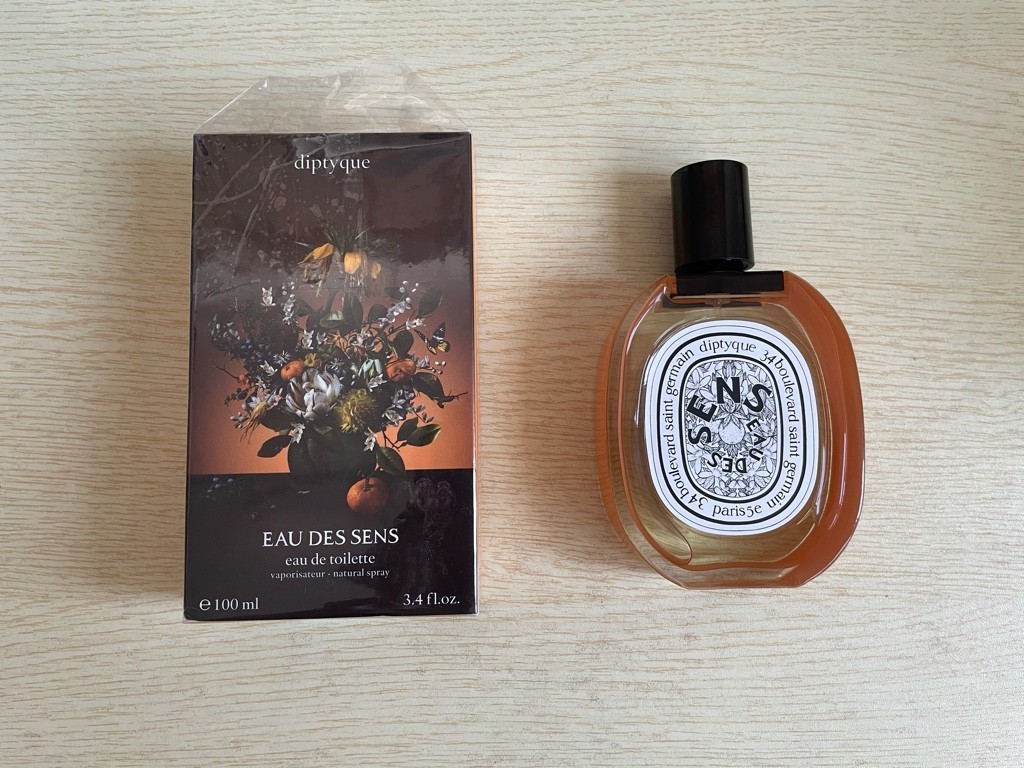 diptyque
EAU DES SENS
eau de toilette
vaporisateur - natural spray
℮ 100 ml
3.4 fl.oz.
diptyque 34 boulevard saint germain paris5e 34 boulevard saint germain
SENS
EAU DES